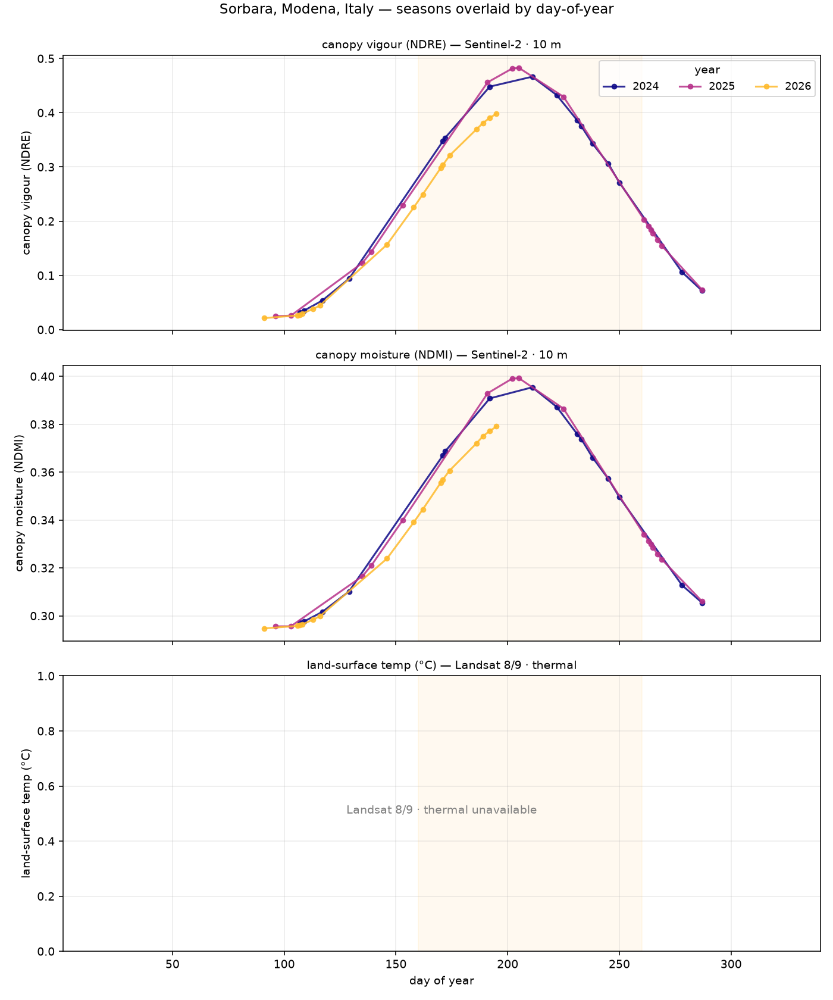 Sorbara, Modena, Italy — seasons overlaid by day-of-year
canopy vigour (NDRE) — Sentinel-2 · 10 m
year
2024 2025 2026
canopy vigour (NDRE)
0.5
0.4
0.3
0.2
0.1
0.0
canopy moisture (NDMI) — Sentinel-2 · 10 m
canopy moisture (NDMI)
0.40
0.38
0.36
0.34
0.32
0.30
land-surface temp (°C) — Landsat 8/9 · thermal
land-surface temp (°C)
1.0
0.8
0.6
Landsat 8/9 · thermal unavailable
0.4
0.2
0.0
50 100 150 200 250 300
day of year